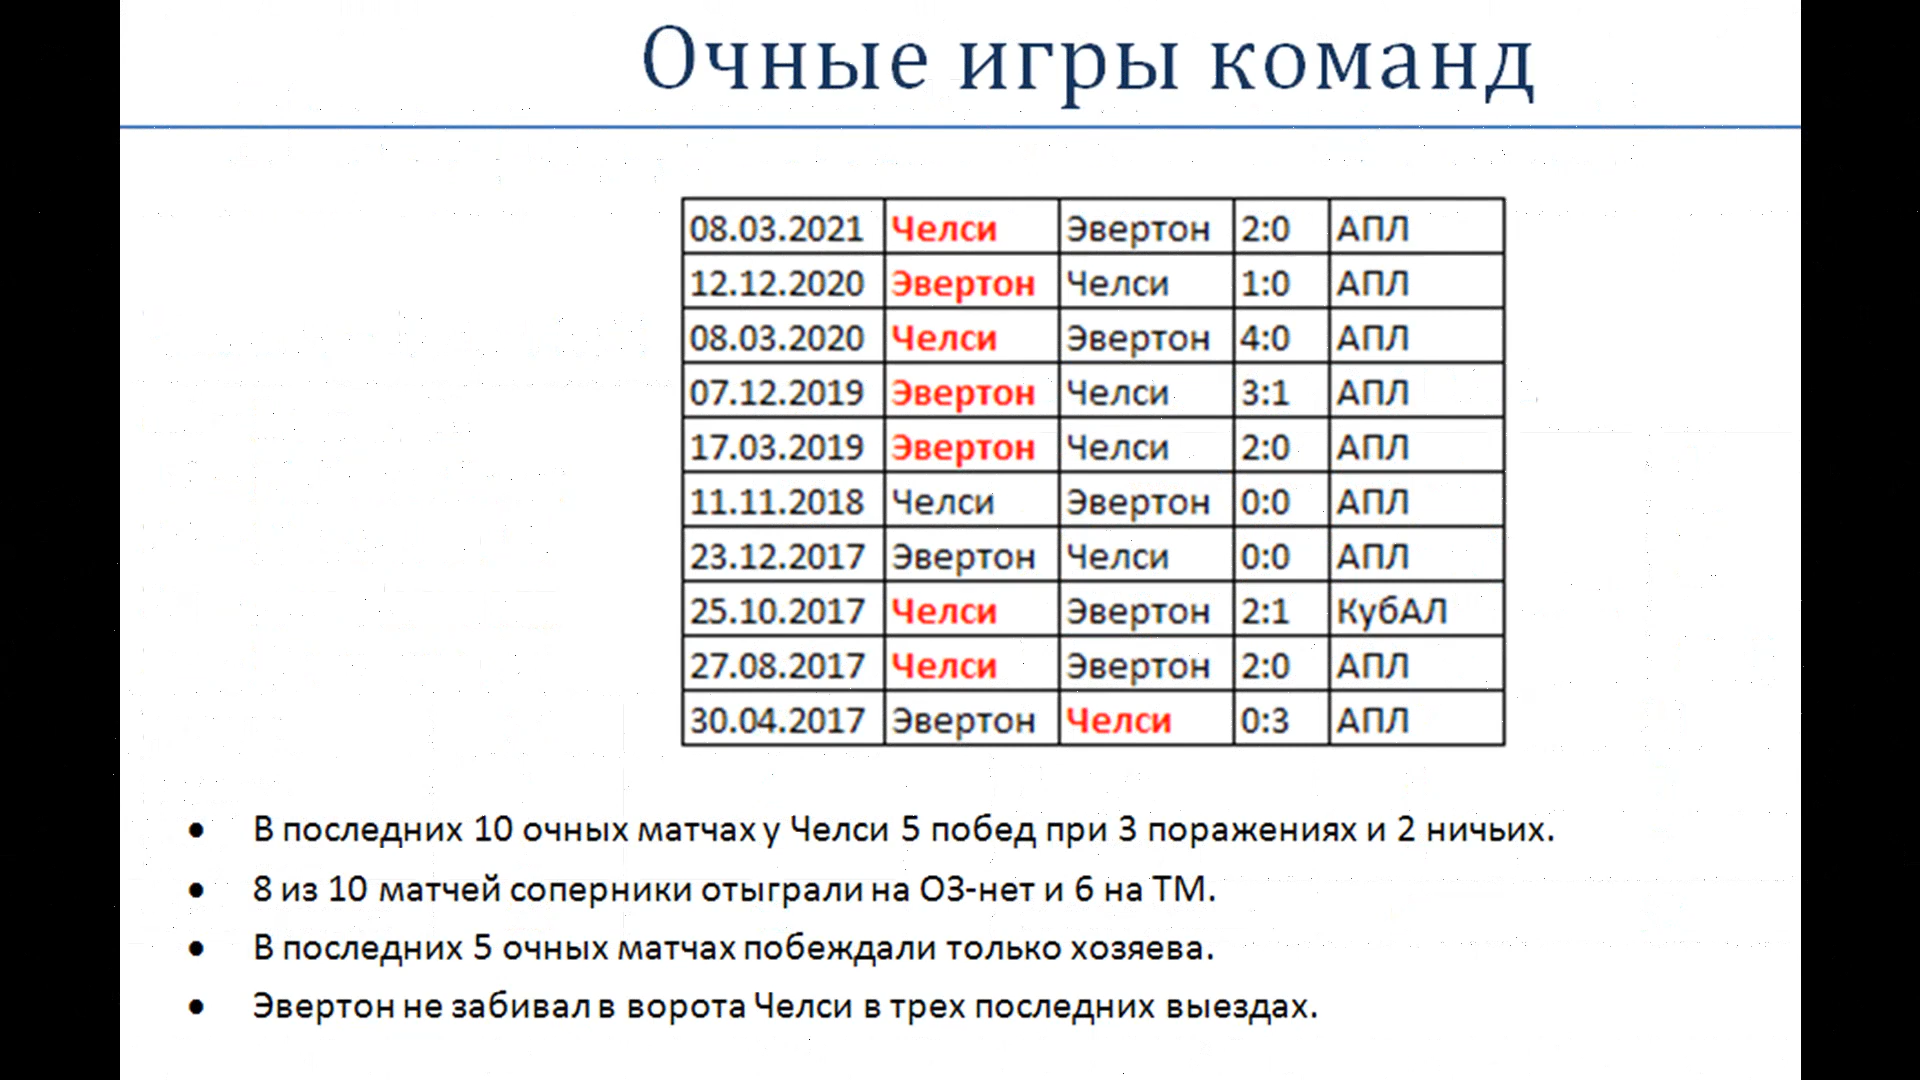 Очные игры команд
08.03.2021 Челси Эвертон 2:0 АПЛ
12.12.2020 Эвертон Челси 1:0 АПЛ
08.03.2020 Челси Эвертон 4:0 АПЛ
07.12.2019 Эвертон Челси 3:1 АПЛ
17.03.2019 Эвертон Челси 2:0 АПЛ
11.11.2018 Челси Эвертон 0:0 АПЛ
23.12.2017 Эвертон Челси 0:0 АПЛ
25.10.2017 Челси Эвертон 2:1 КубАЛ
27.08.2017 Челси Эвертон 2:0 АПЛ
30.04.2017 Эвертон Челси 0:3 АПЛ
• В последних 10 очных матчах у Челси 5 побед при 3 поражениях и 2 ничьих.
• 8 из 10 матчей соперники отыграли на ОЗ-нет и 6 на ТМ.
• В последних 5 очных матчах побеждали только хозяева.
• Эвертон не забивал в ворота Челси в трех последних выездах.